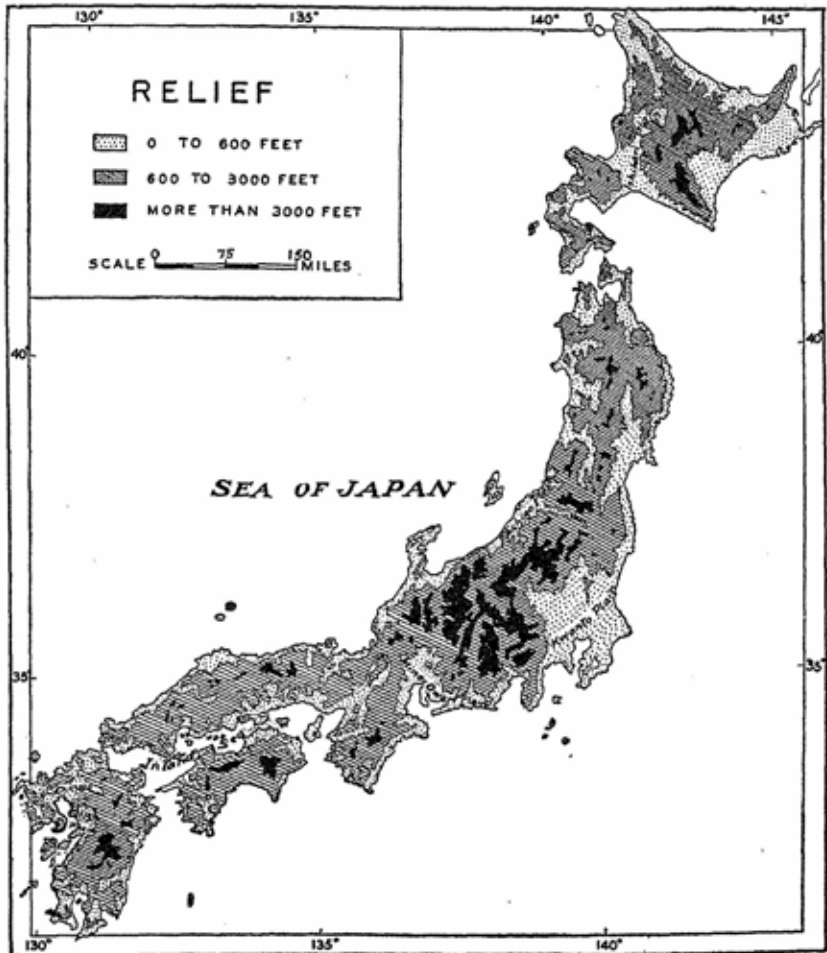 130° 135° 140° 145°
RELIEF
0 TO 600 FEET
600 TO 3000 FEET
MORE THAN 3000 FEET
0 75 150
SCALE MILES
40° 40°
SEA OF JAPAN
35° 35°
130° 135° 140°